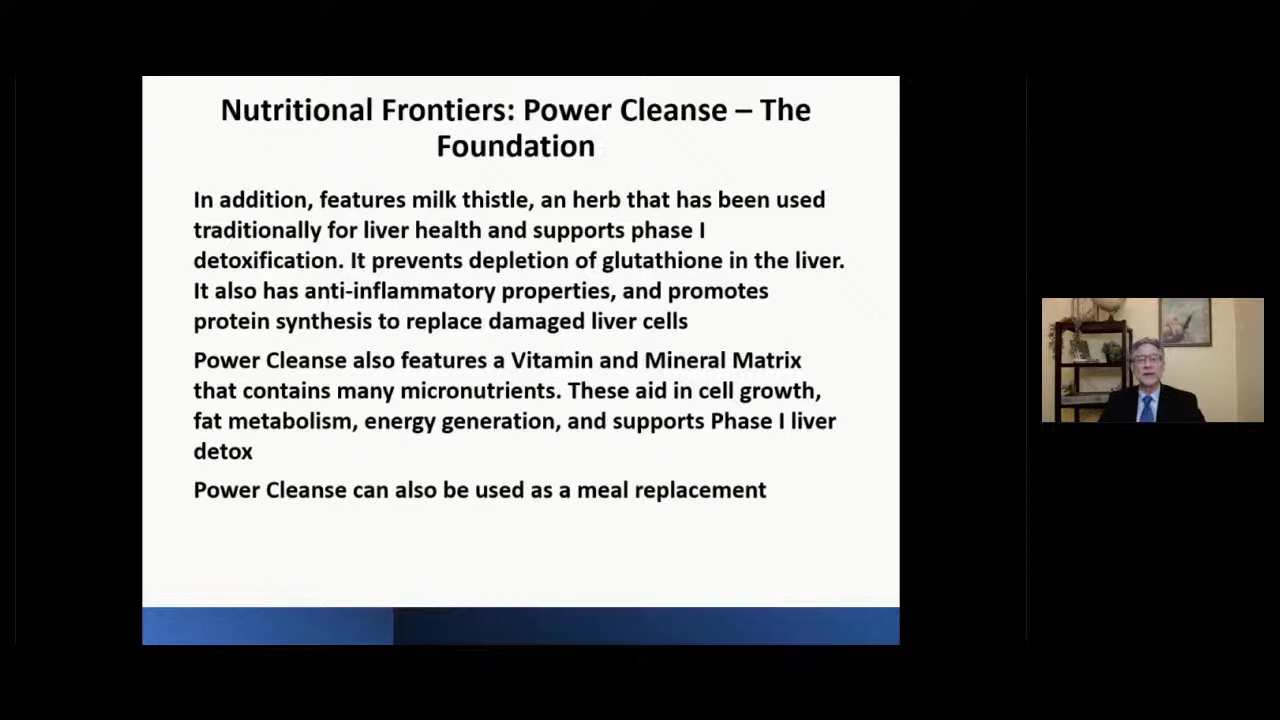 Nutritional Frontiers: Power Cleanse – The
Foundation
In addition, features milk thistle, an herb that has been used
traditionally for liver health and supports phase I
detoxification. It prevents depletion of glutathione in the liver.
It also has anti-inflammatory properties, and promotes
protein synthesis to replace damaged liver cells
Power Cleanse also features a Vitamin and Mineral Matrix
that contains many micronutrients. These aid in cell growth,
fat metabolism, energy generation, and supports Phase I liver
detox
Power Cleanse can also be used as a meal replacement